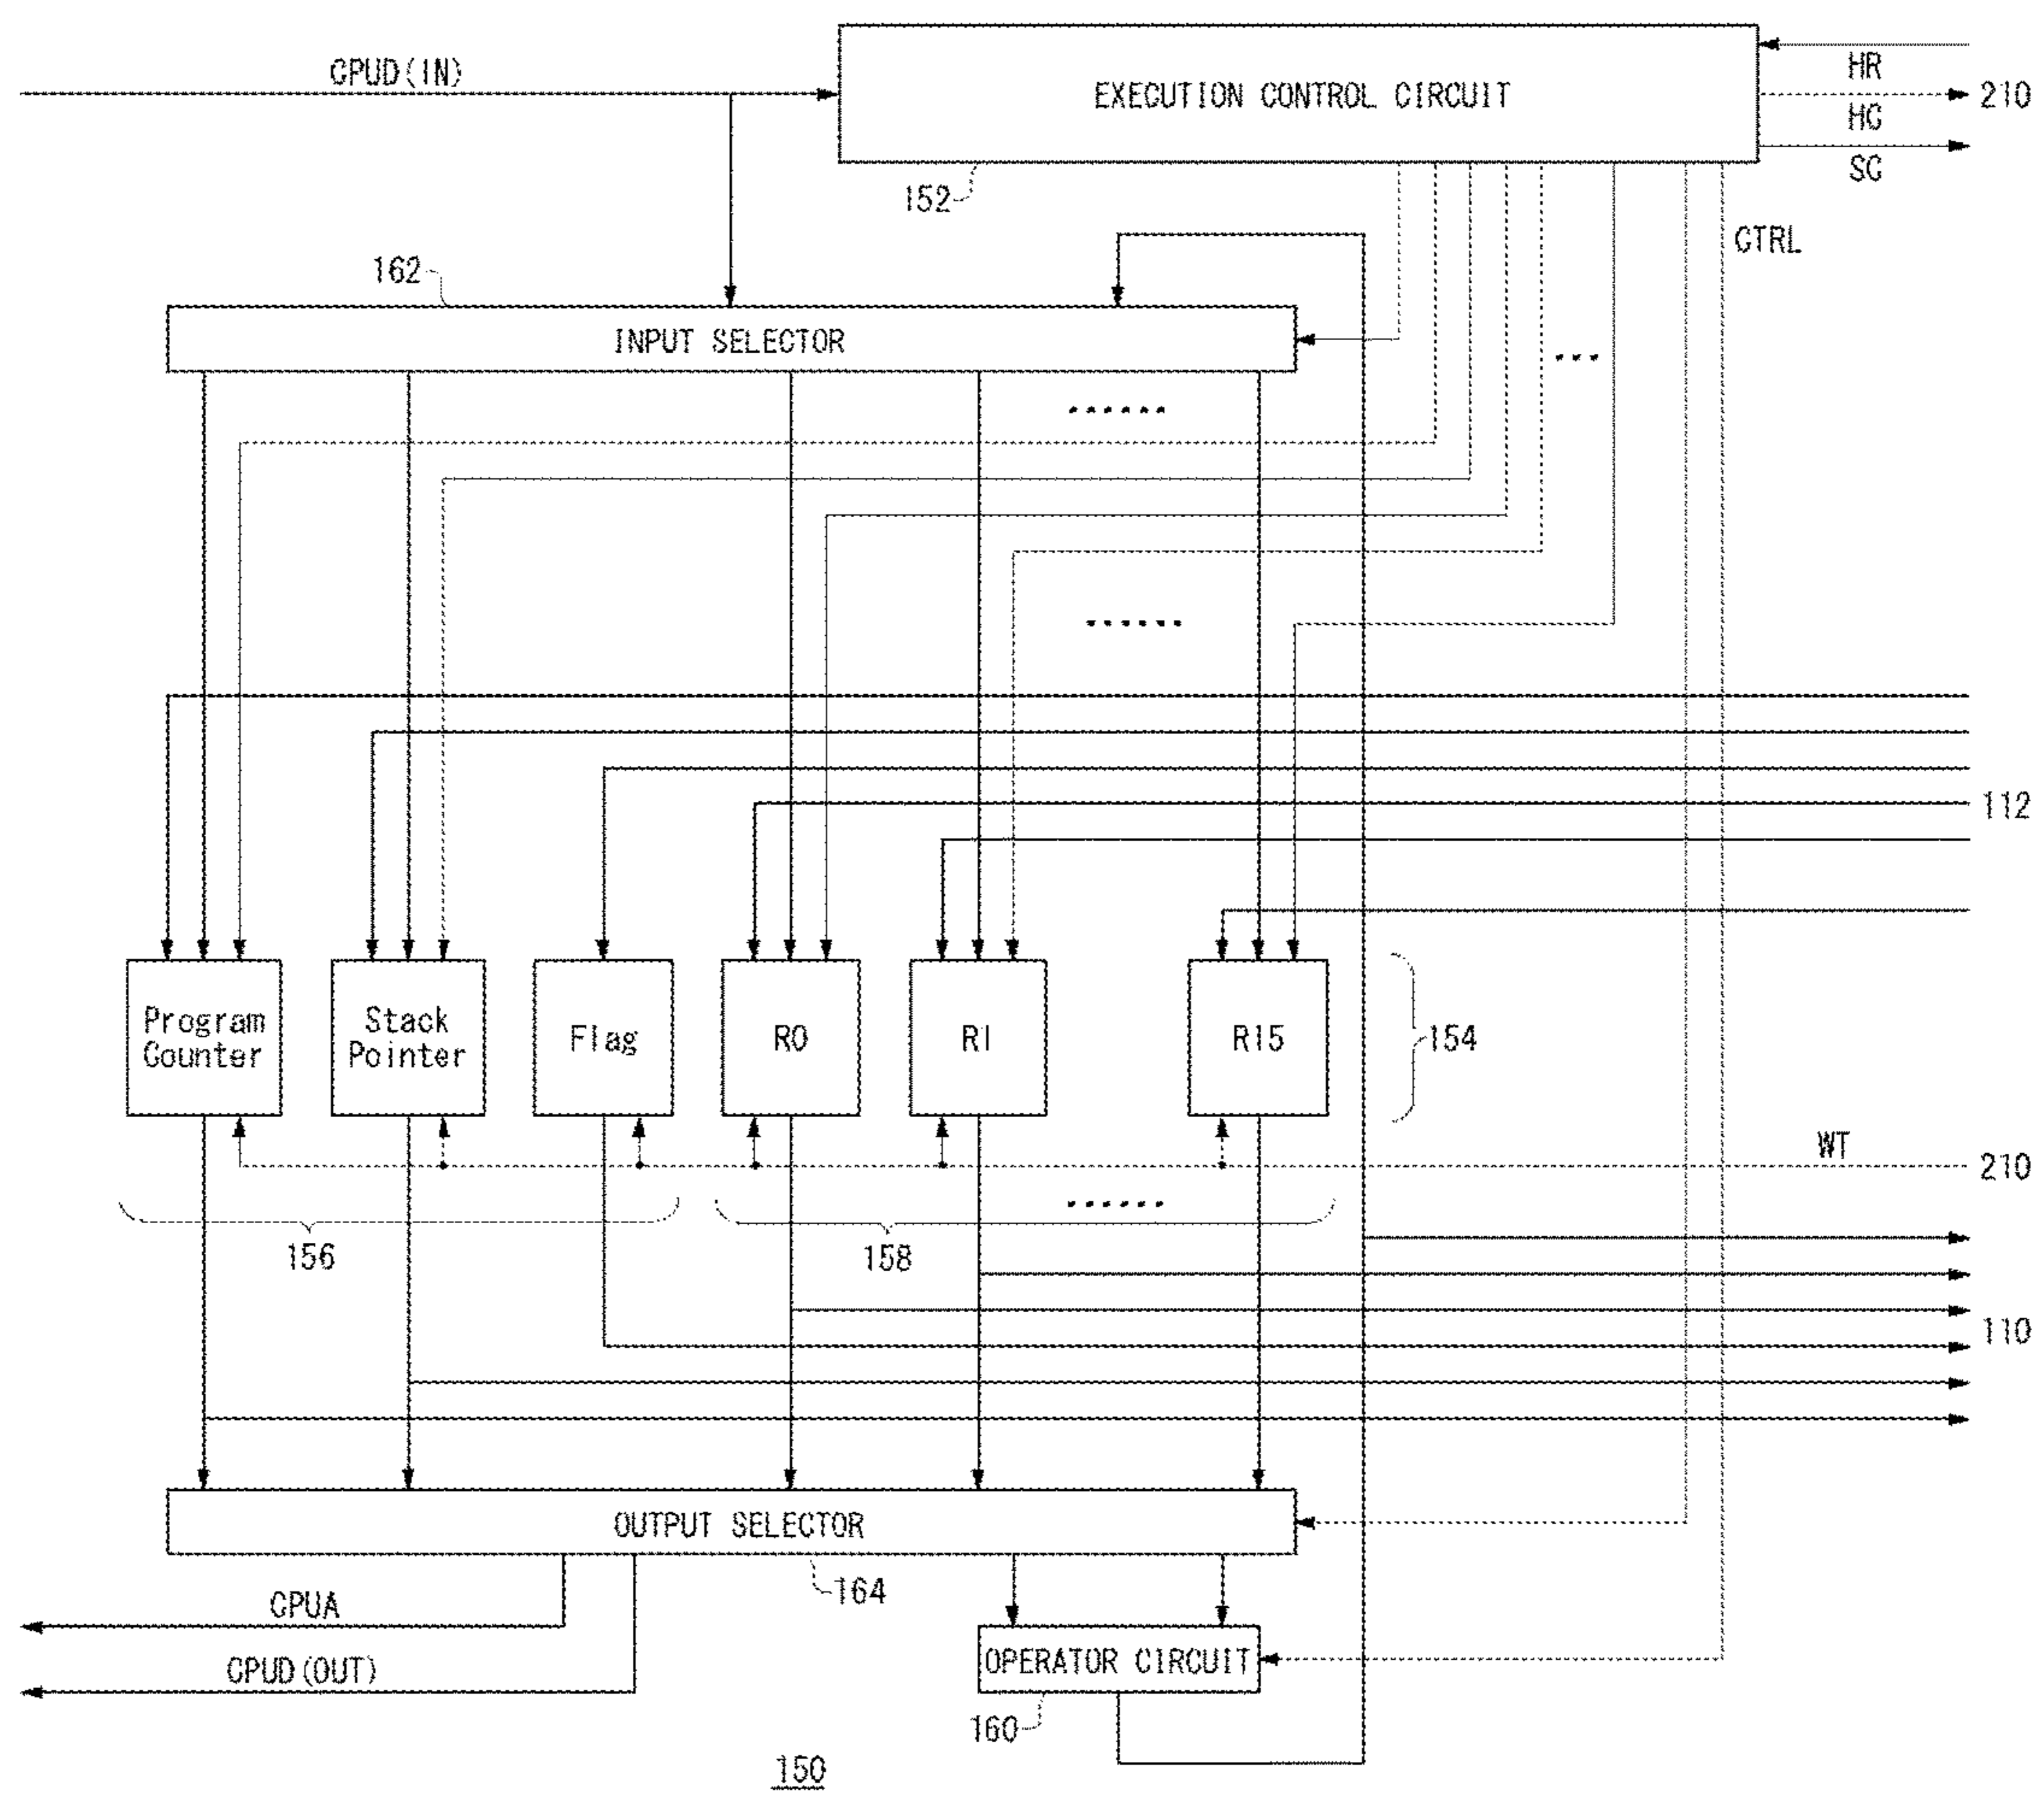 CPUD(IN)
EXECUTION CONTROL CIRCUIT
HR
210
HC
SC
152
CTRL
162
INPUT SELECTOR
112
Program
Counter
Stack
Pointer
Flag
R0
R1
R15
154
WT
210
156
158
110
OUTPUT SELECTOR
164
CPUA
CPUD(OUT)
OPERATOR CIRCUIT
160
150